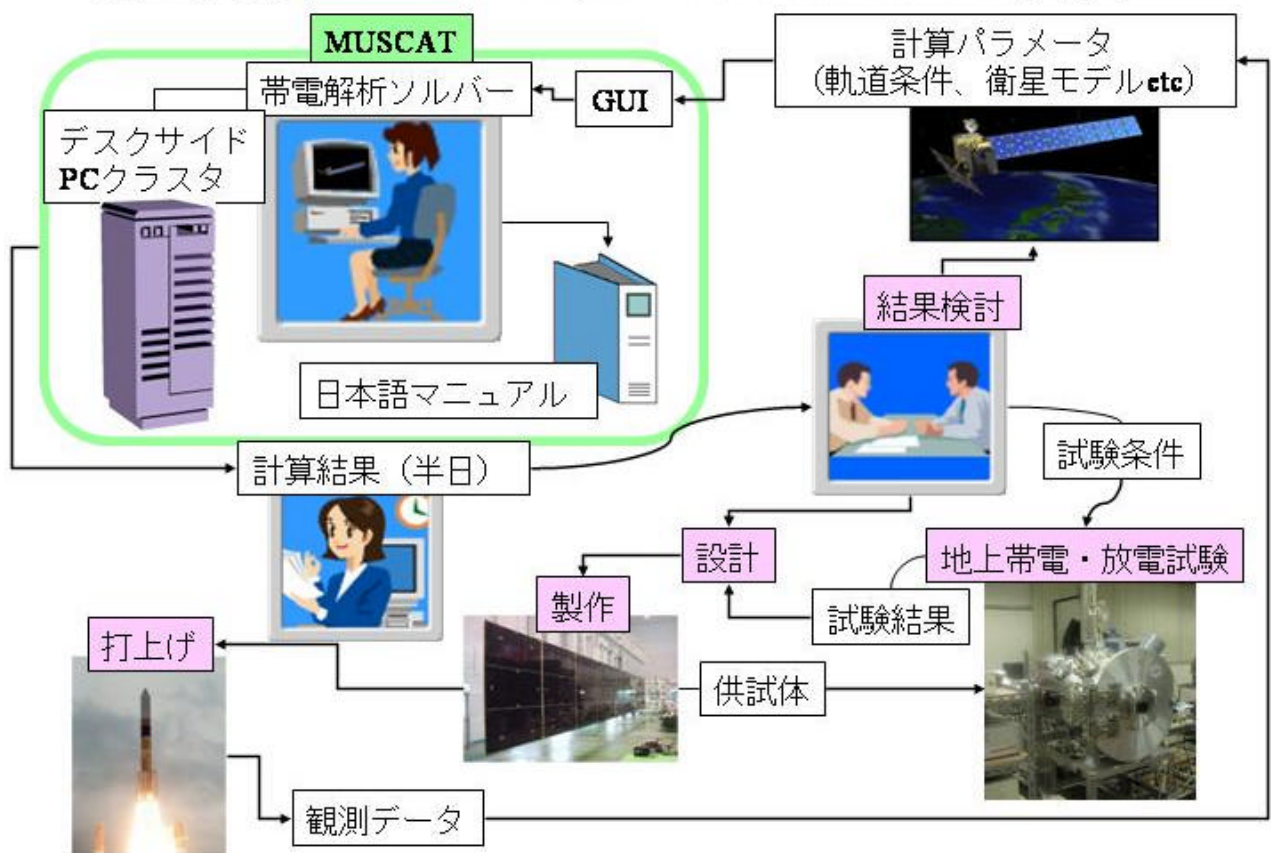 MUSCAT
帯電解析ソルバー
GUI
計算パラメータ
(軌道条件、衛星モデルetc)
デスクサイド
PCクラスタ
日本語マニュアル
結果検討
計算結果（半日）
試験条件
設計
地上帯電・放電試験
製作
試験結果
打上げ
供試体
観測データ